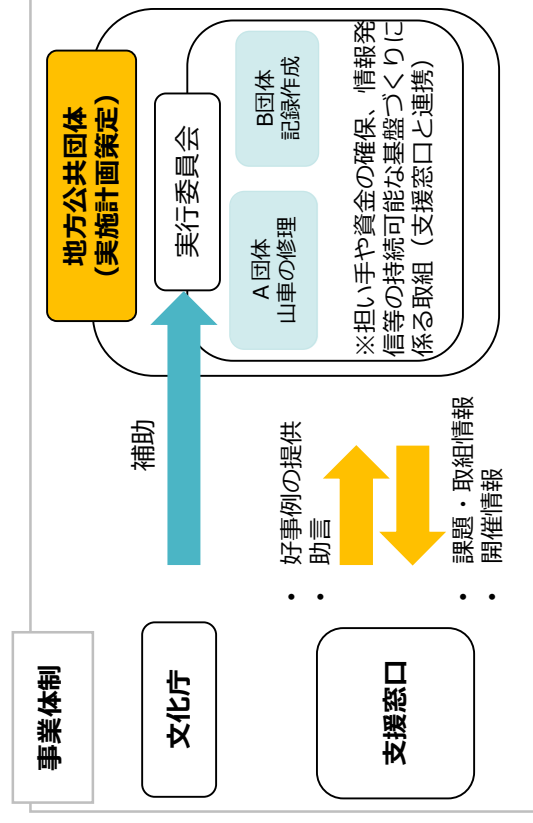 事業体制
文化庁
補助
地方公共団体
(実施計画策定)
実行委員会
A団体
山車の修理
B団体
記録作成
※担い手や資金の確保、情報発
信等の持続可能な基盤づくりに
係る取組（支援窓口と連携）
支援窓口
・ 好事例の提供
・ 助言
・ 課題・取組情報
・ 開催情報